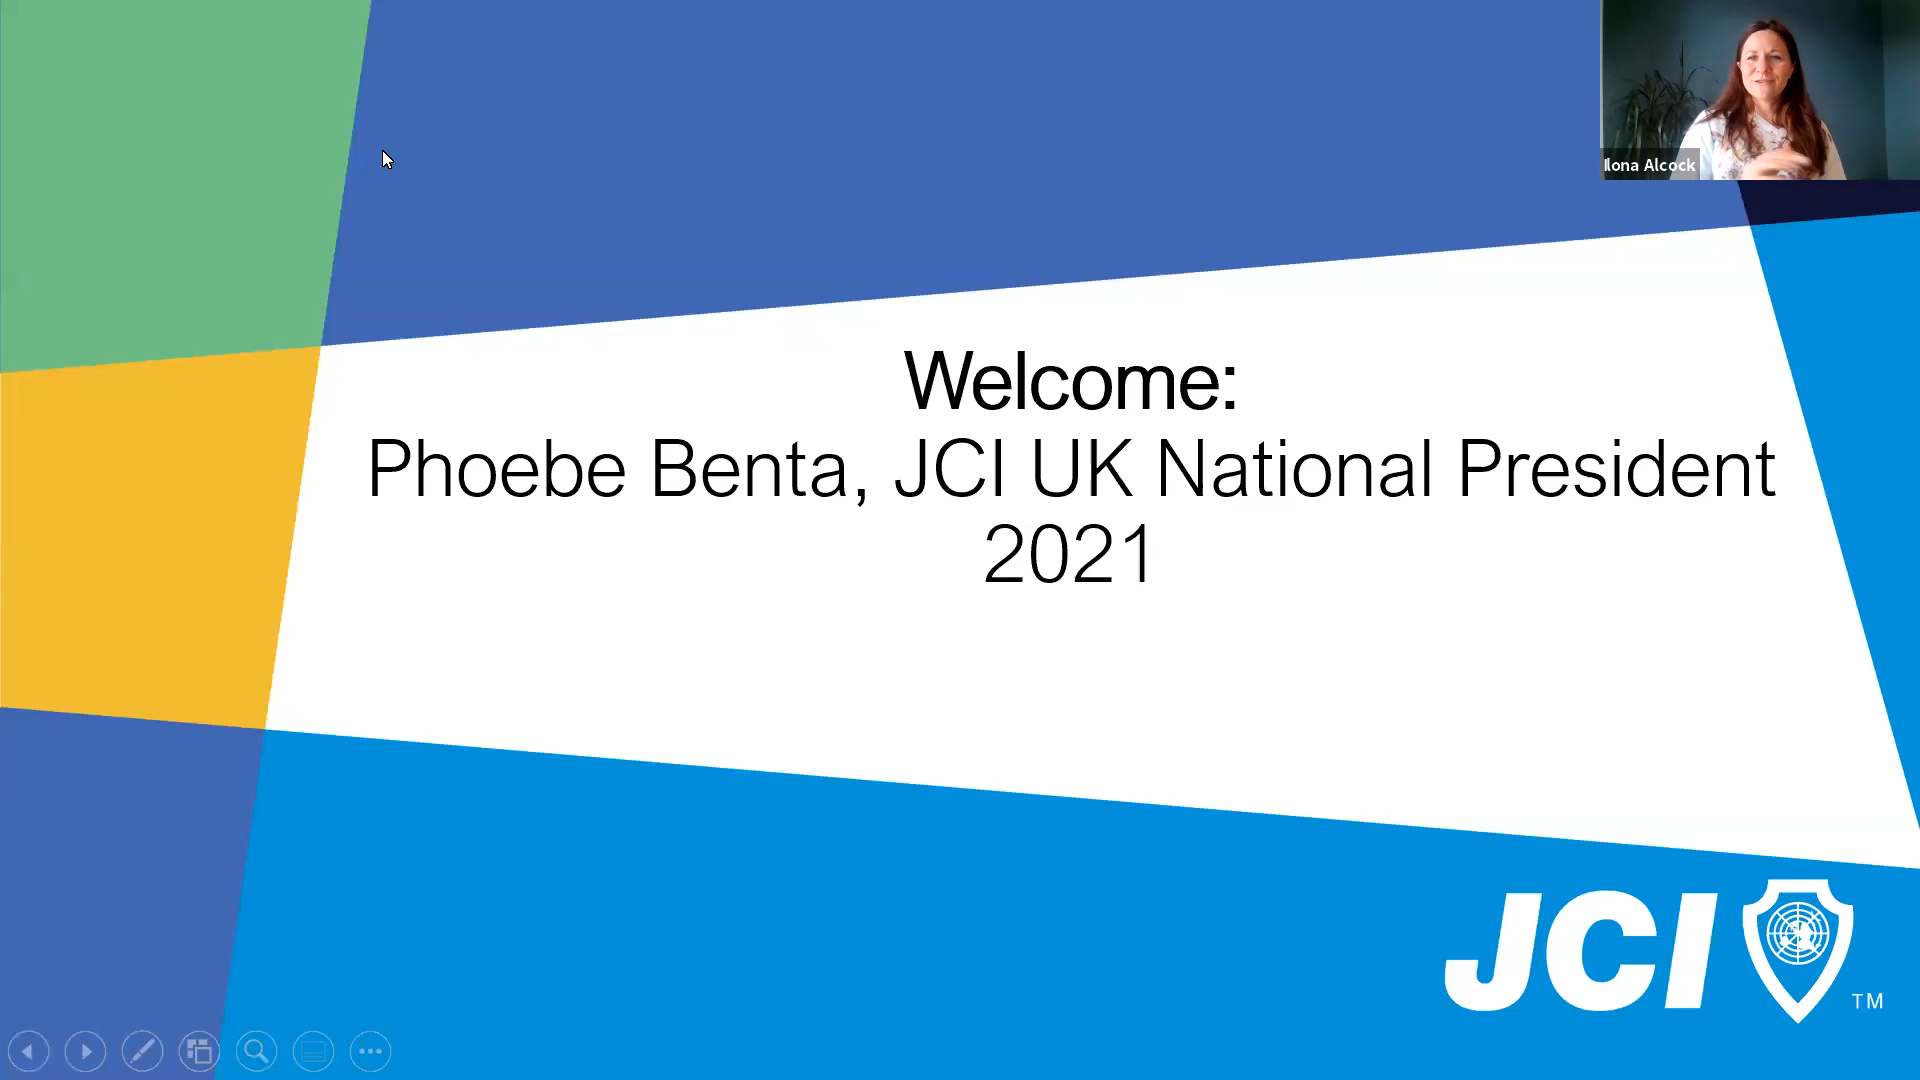 Ilona Alcock
Welcome:
Phoebe Benta, JCI UK National President
2021
JCI
TM